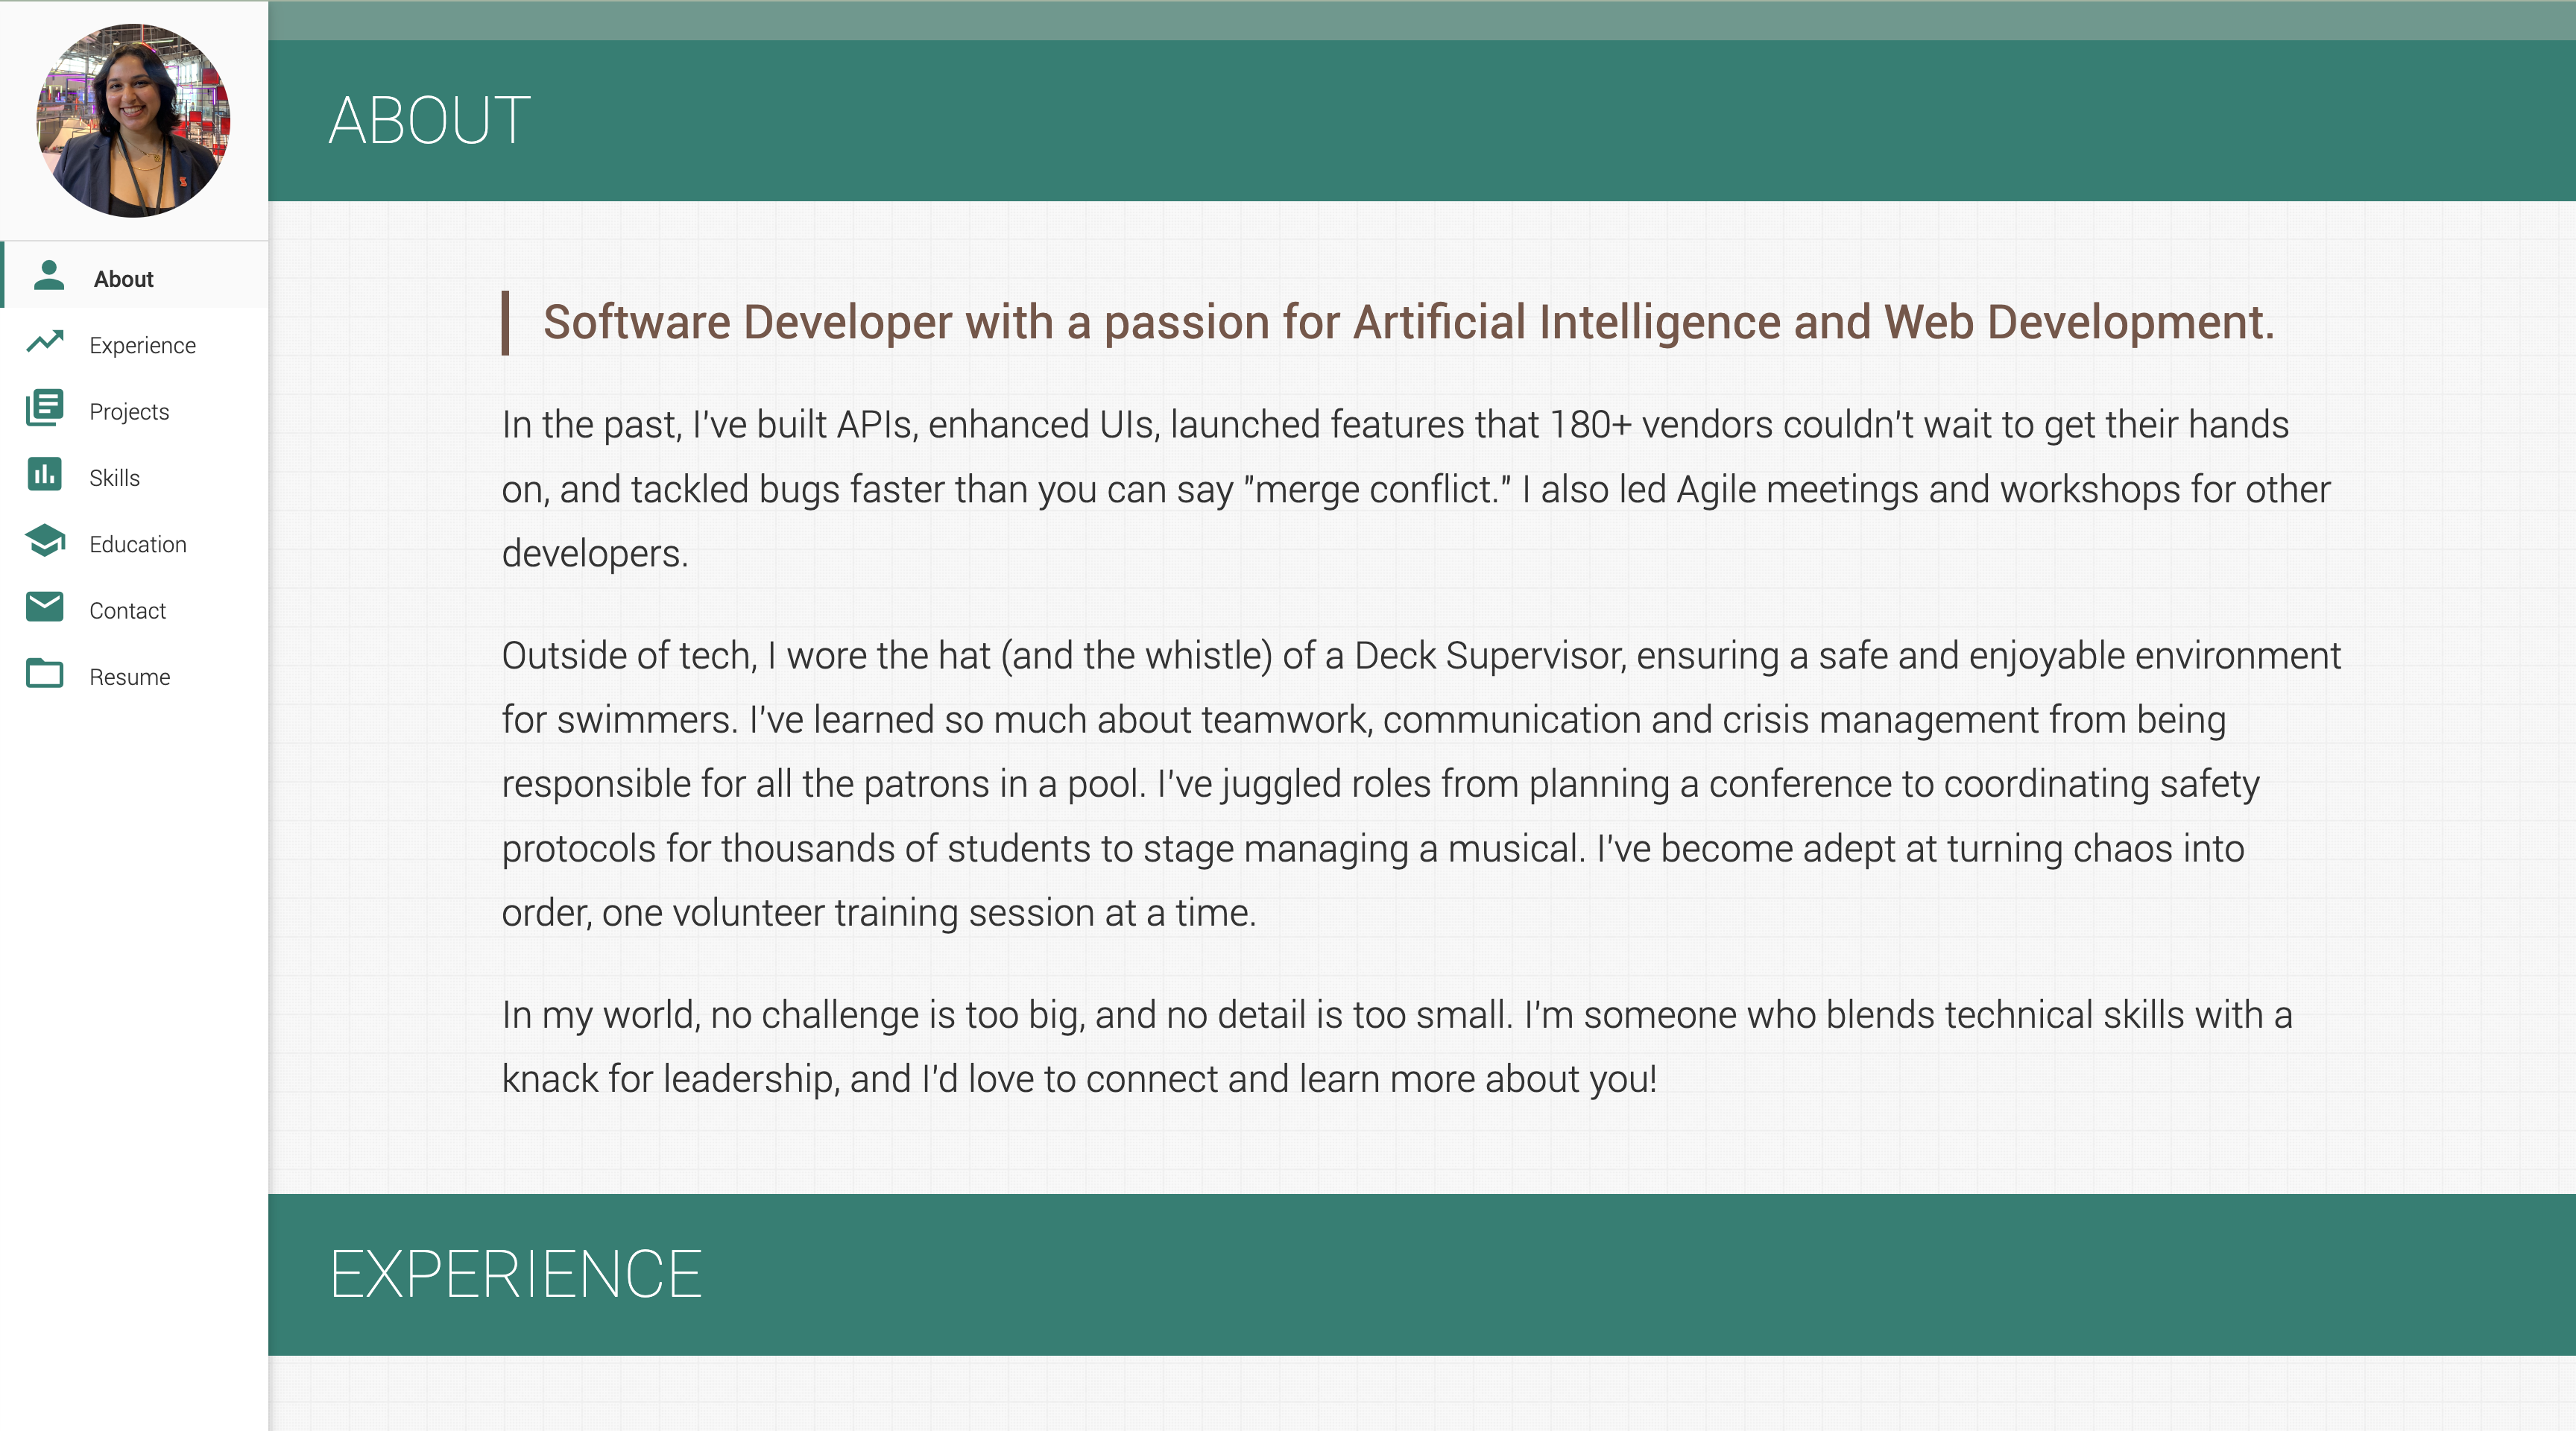 About
Experience
Projects
Skills
Education
Contact
Resume
ABOUT
Software Developer with a passion for Artificial Intelligence and Web Development.
In the past, I've built APIs, enhanced UIs, launched features that 180+ vendors couldn't wait to get their hands
on, and tackled bugs faster than you can say "merge conflict." I also led Agile meetings and workshops for other
developers.
Outside of tech, I wore the hat (and the whistle) of a Deck Supervisor, ensuring a safe and enjoyable environment
for swimmers. I've learned so much about teamwork, communication and crisis management from being
responsible for all the patrons in a pool. I've juggled roles from planning a conference to coordinating safety
protocols for thousands of students to stage managing a musical. I've become adept at turning chaos into
order, one volunteer training session at a time.
In my world, no challenge is too big, and no detail is too small. I'm someone who blends technical skills with a
knack for leadership, and I'd love to connect and learn more about you!
EXPERIENCE